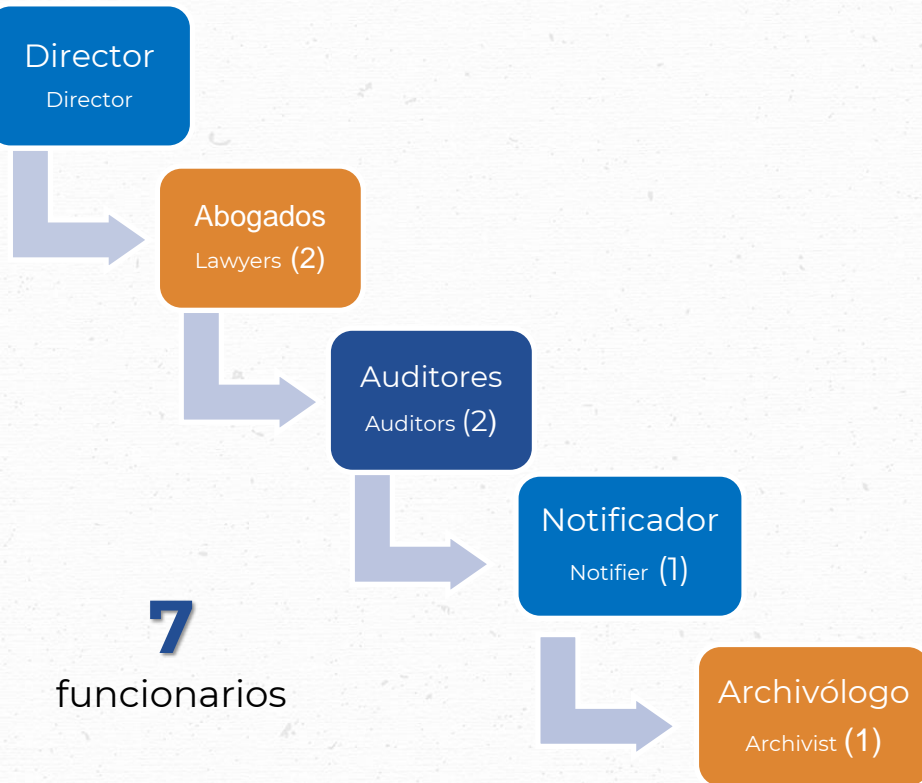 Director
Director
Abogados
Lawyers (2)
Auditores
Auditors (2)
Notificador
Notifier (1)
7
funcionarios
Archivólogo
Archivist (1)